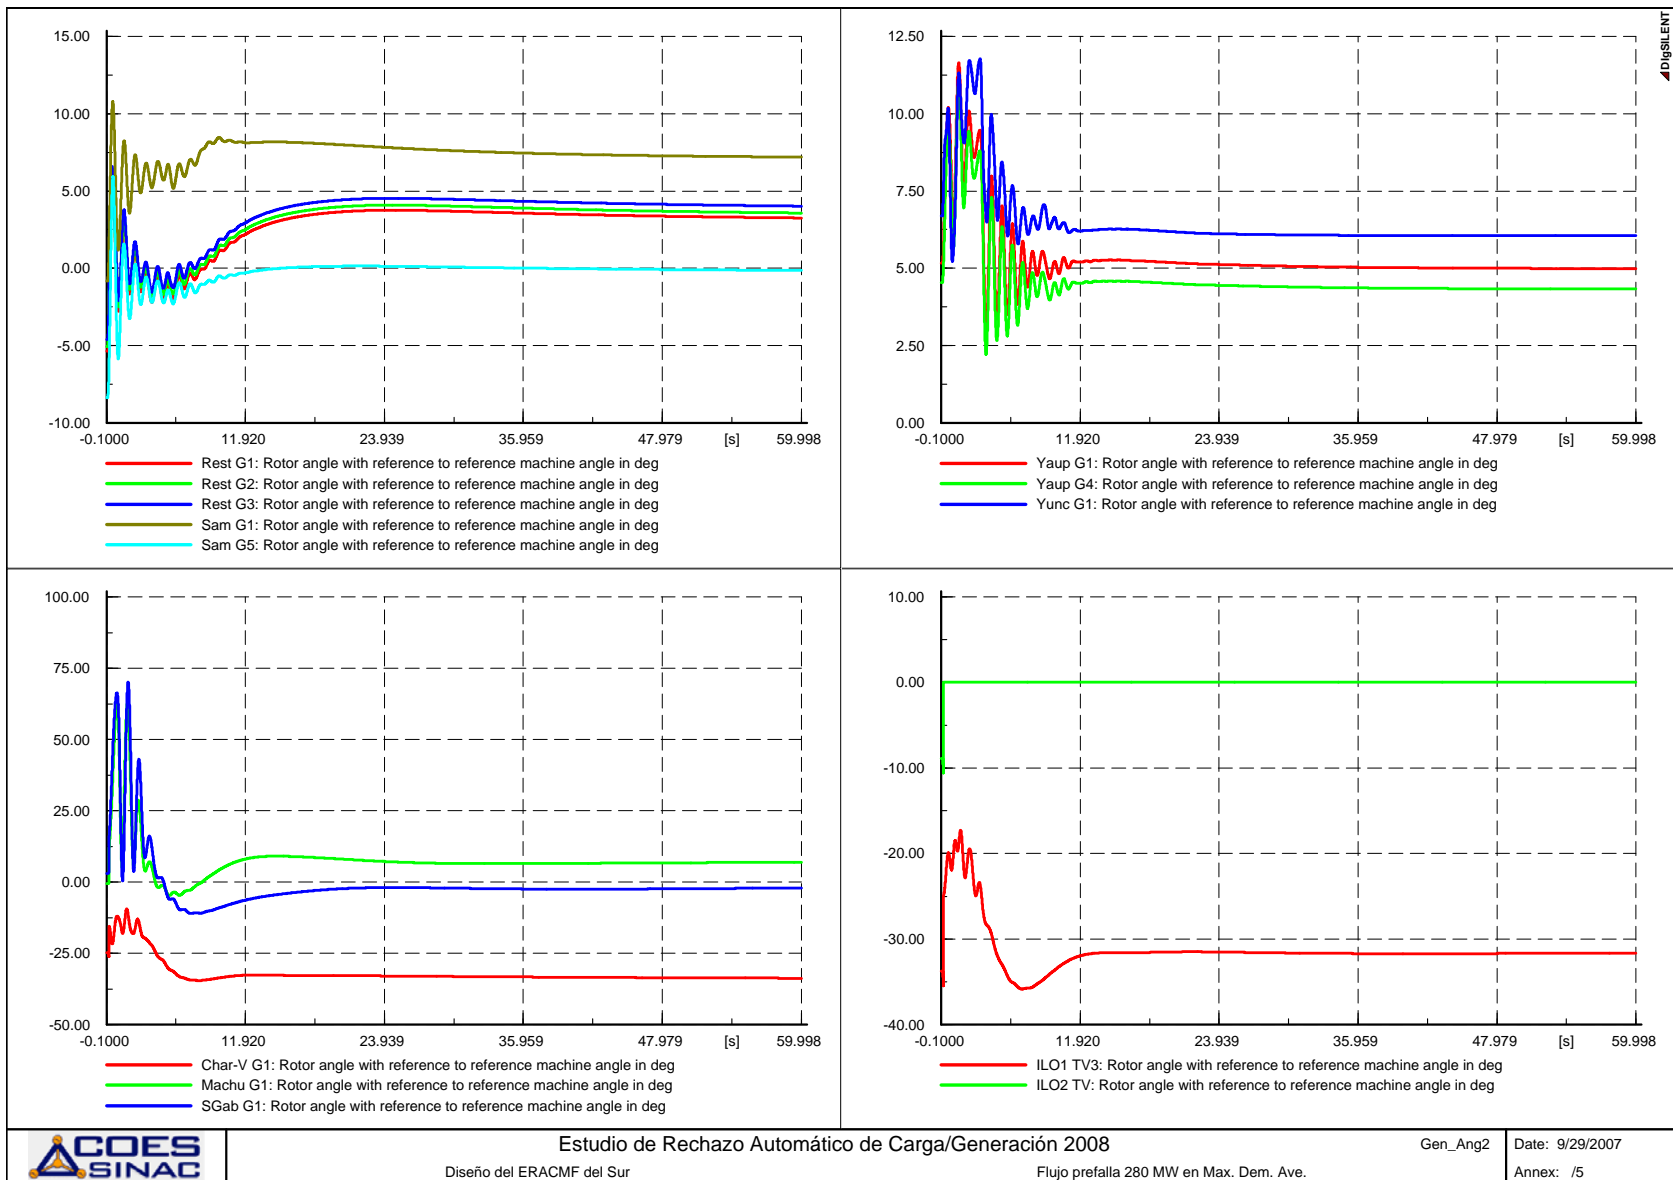 DIgSILENT
15.00
10.00
5.00
0.00
-5.00
-10.00
-0.1000 11.920 23.939 35.959 47.979 [s] 59.998
Rest G1: Rotor angle with reference to reference machine angle in deg
Rest G2: Rotor angle with reference to reference machine angle in deg
Rest G3: Rotor angle with reference to reference machine angle in deg
Sam G1: Rotor angle with reference to reference machine angle in deg
Sam G5: Rotor angle with reference to reference machine angle in deg
12.50
10.00
7.50
5.00
2.50
0.00
-0.1000 11.920 23.939 35.959 47.979 [s] 59.998
Yaup G1: Rotor angle with reference to reference machine angle in deg
Yaup G4: Rotor angle with reference to reference machine angle in deg
Yunc G1: Rotor angle with reference to reference machine angle in deg
100.00
75.00
50.00
25.00
0.00
-25.00
-50.00
-0.1000 11.920 23.939 35.959 47.979 [s] 59.998
Char-V G1: Rotor angle with reference to reference machine angle in deg
Machu G1: Rotor angle with reference to reference machine angle in deg
SGab G1: Rotor angle with reference to reference machine angle in deg
10.00
0.00
-10.00
-20.00
-30.00
-40.00
-0.1000 11.920 23.939 35.959 47.979 [s] 59.998
ILO1 TV3: Rotor angle with reference to reference machine angle in deg
ILO2 TV: Rotor angle with reference to reference machine angle in deg
COES
SINAC
Estudio de Rechazo Automático de Carga/Generación 2008 Gen_Ang2
Diseño del ERACMF del Sur Flujo prefalla 280 MW en Max. Dem. Ave.
Date: 9/29/2007
Annex: /5